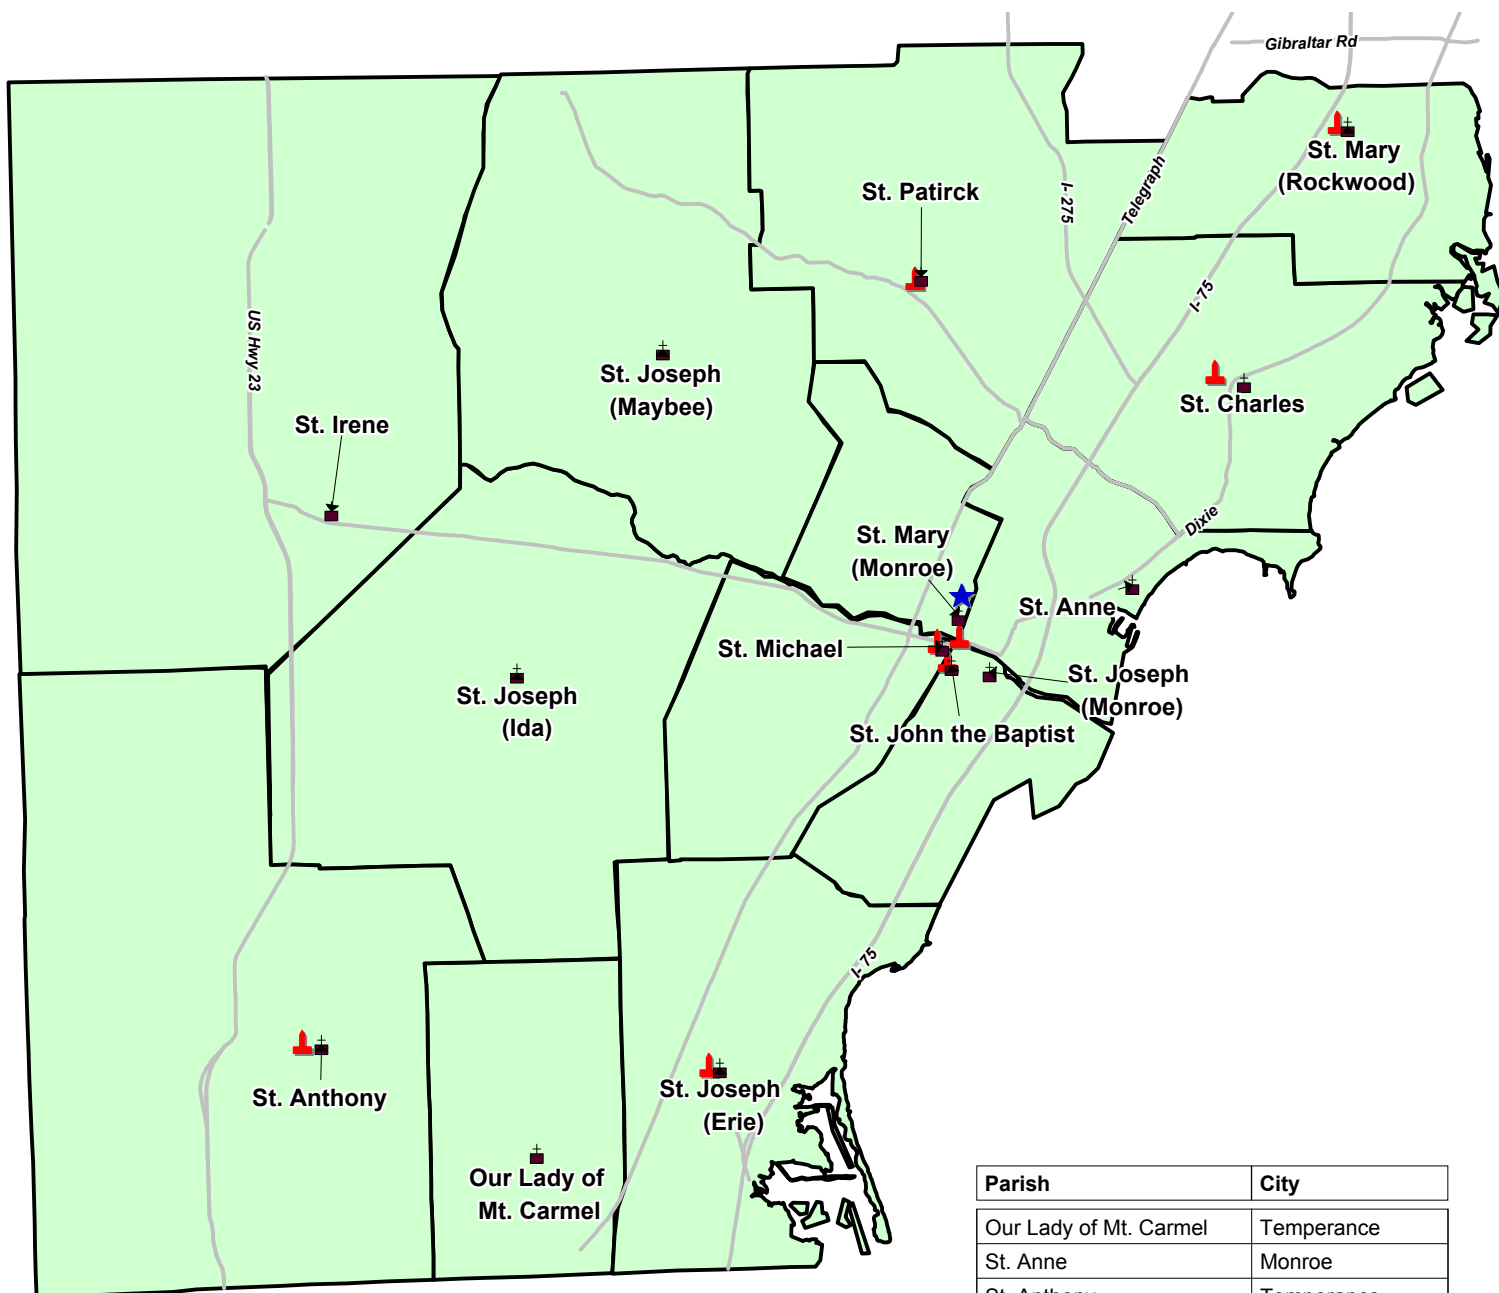 Gibraltar Rd
St. Mary
(Rockwood)
St. Patirck
I- 275
Telegraph
I- 75
US Hwy 23
St. Joseph
(Maybee)
St. Charles
St. Irene
St. Mary
(Monroe)
Dixie
St. Anne
St. Michael
St. Joseph
(Monroe)
St. Joseph
(Ida)
St. John the Baptist
I- 75
St. Anthony
St. Joseph
(Erie)
Our Lady of
Mt. Carmel
Parish City
Our Lady of Mt. Carmel Temperance
St. Anne Monroe
St. Anthony Temperance